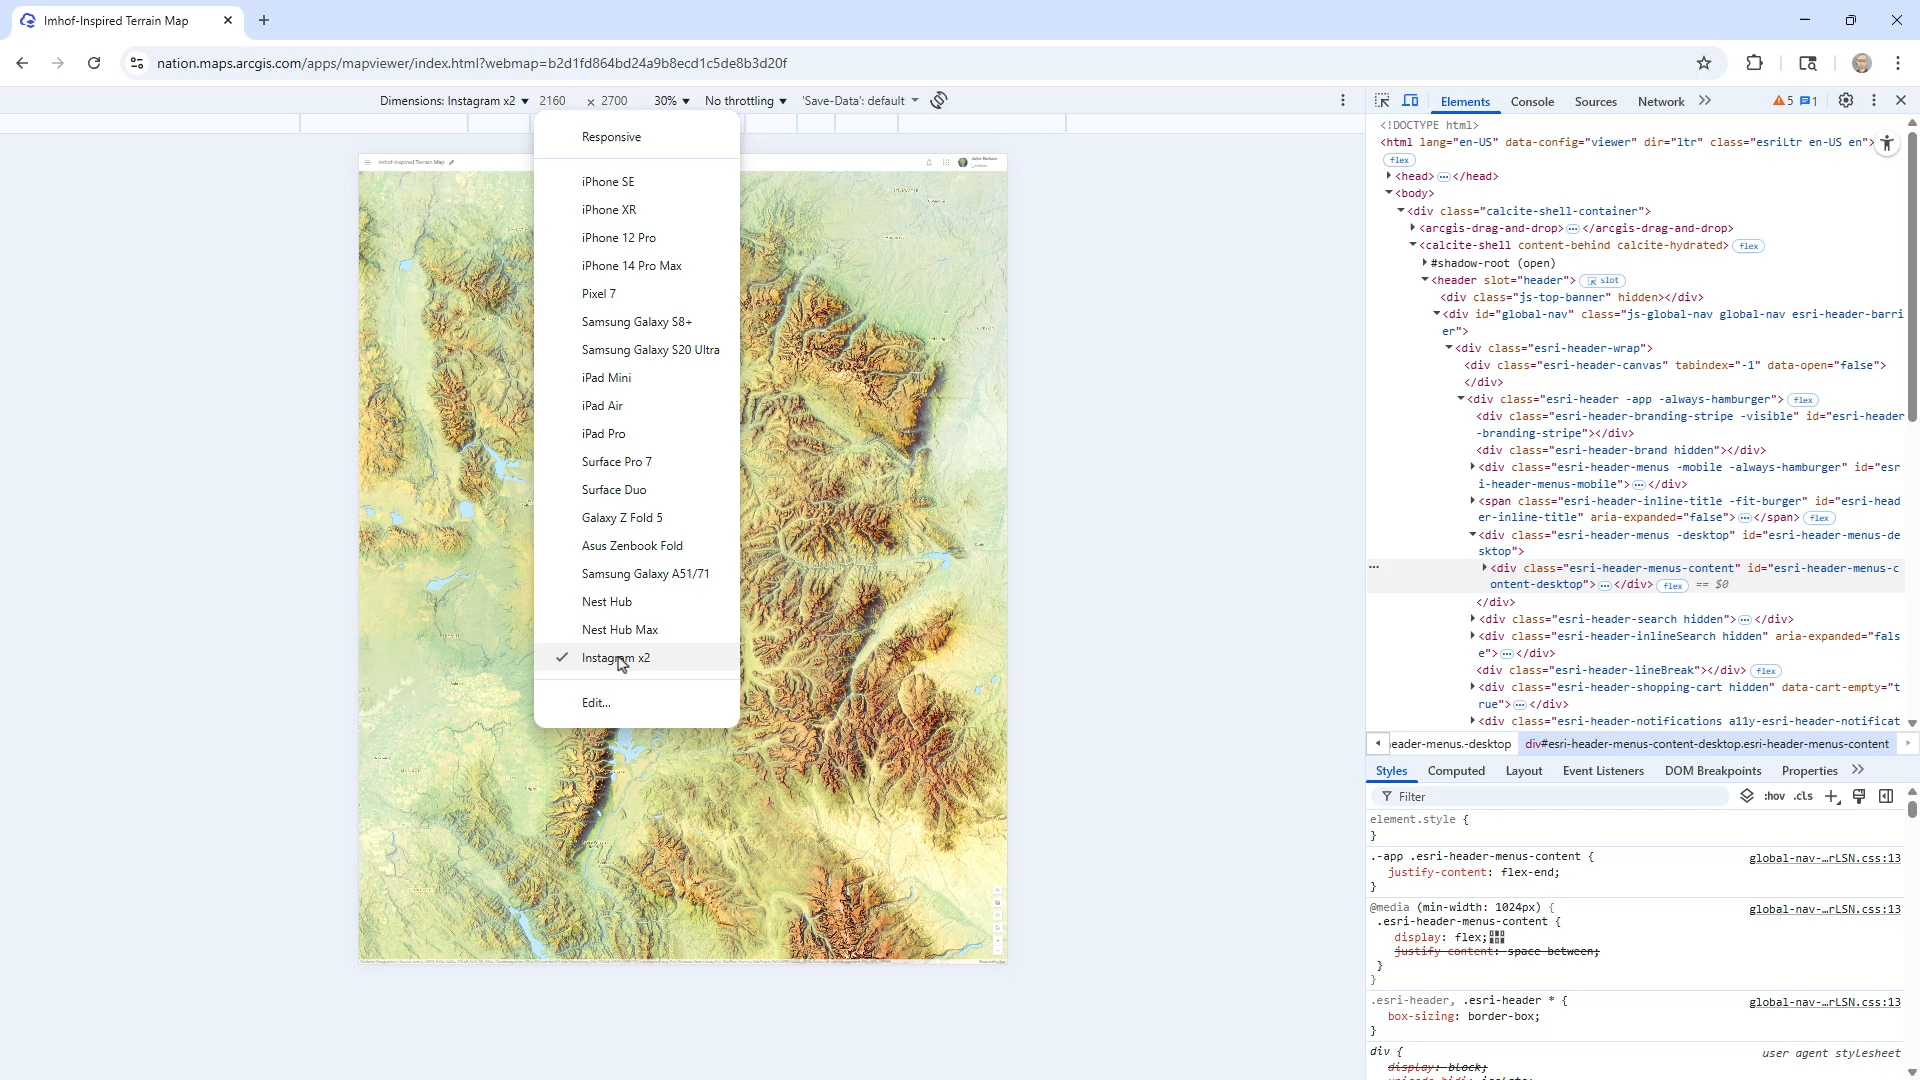 Imhof-Inspired Terrain Map
nation.maps.arcgis.com/apps/mapviewer/index.html?webmap=b2d1fd864bd24a9b8ecd1c5de8b3d20f
Dimensions: Instagram x2 2160 × 2700 30% No throttling 'Save-Data': default
Imhof-Inspired Terrain Map
Responsive
iPhone SE
iPhone XR
iPhone 12 Pro
iPhone 14 Pro Max
Pixel 7
Samsung Galaxy S8+
Samsung Galaxy S20 Ultra
iPad Mini
iPad Air
iPad Pro
Surface Pro 7
Surface Duo
Galaxy Z Fold 5
Asus Zenbook Fold
Samsung Galaxy A51/71
Nest Hub
Nest Hub Max
Instagram x2
Edit...
Elements Console Sources Network 5 1
<!DOCTYPE html>
<html lang="en-US" data-config="viewer" dir="ltr" class="esriLtr en-US en">
flex
<head> … </head>
<body>
<div class="calcite-shell-container">
<arcgis-drag-and-drop> … </arcgis-drag-and-drop>
<calcite-shell content-behind calcite-hydrated> flex
#shadow-root (open)
<header slot="header"> slot
<div class="js-top-banner" hidden></div>
<div id="global-nav" class="js-global-nav global-nav esri-header-barri
er">
<div class="esri-header-wrap">
<div class="esri-header-canvas" tabindex="-1" data-open="false">
</div>
<div class="esri-header -app -always-hamburger"> flex
<div class="esri-header-branding-stripe -visible" id="esri-header
-branding-stripe"></div>
<div class="esri-header-brand hidden"></div>
<div class="esri-header-menus -mobile -always-hamburger" id="esr
i-header-menus-mobile"> … </div>
<span class="esri-header-inline-title -fit-burger" id="esri-head
er-inline-title" aria-expanded="false"> … </span> flex
<div class="esri-header-menus -desktop" id="esri-header-menus-de
sktop">
<div class="esri-header-menus-content" id="esri-header-menus-c
ontent-desktop"> … </div> flex == $0
</div>
<div class="esri-header-search hidden"> … </div>
<div class="esri-header-inlineSearch hidden" aria-expanded="fals
e"> … </div>
<div class="esri-header-lineBreak"></div> flex
<div class="esri-header-shopping-cart hidden" data-cart-empty="t
rue"> … </div>
<div class="esri-header-notifications a11y-esri-header-notificat
eader-menus.-desktop div#esri-header-menus-content-desktop.esri-header-menus-content
Styles Computed Layout Event Listeners DOM Breakpoints Properties
Filter :hov .cls
element.style {
}
.-app .esri-header-menus-content { global-nav-…rLSN.css:13
justify-content: flex-end;
}
@media (min-width: 1024px) { global-nav-…rLSN.css:13
.esri-header-menus-content {
display: flex;
justify-content: space-between;
}
}
.esri-header, .esri-header * { global-nav-…rLSN.css:13
box-sizing: border-box;
}
div { user agent stylesheet
display: block;